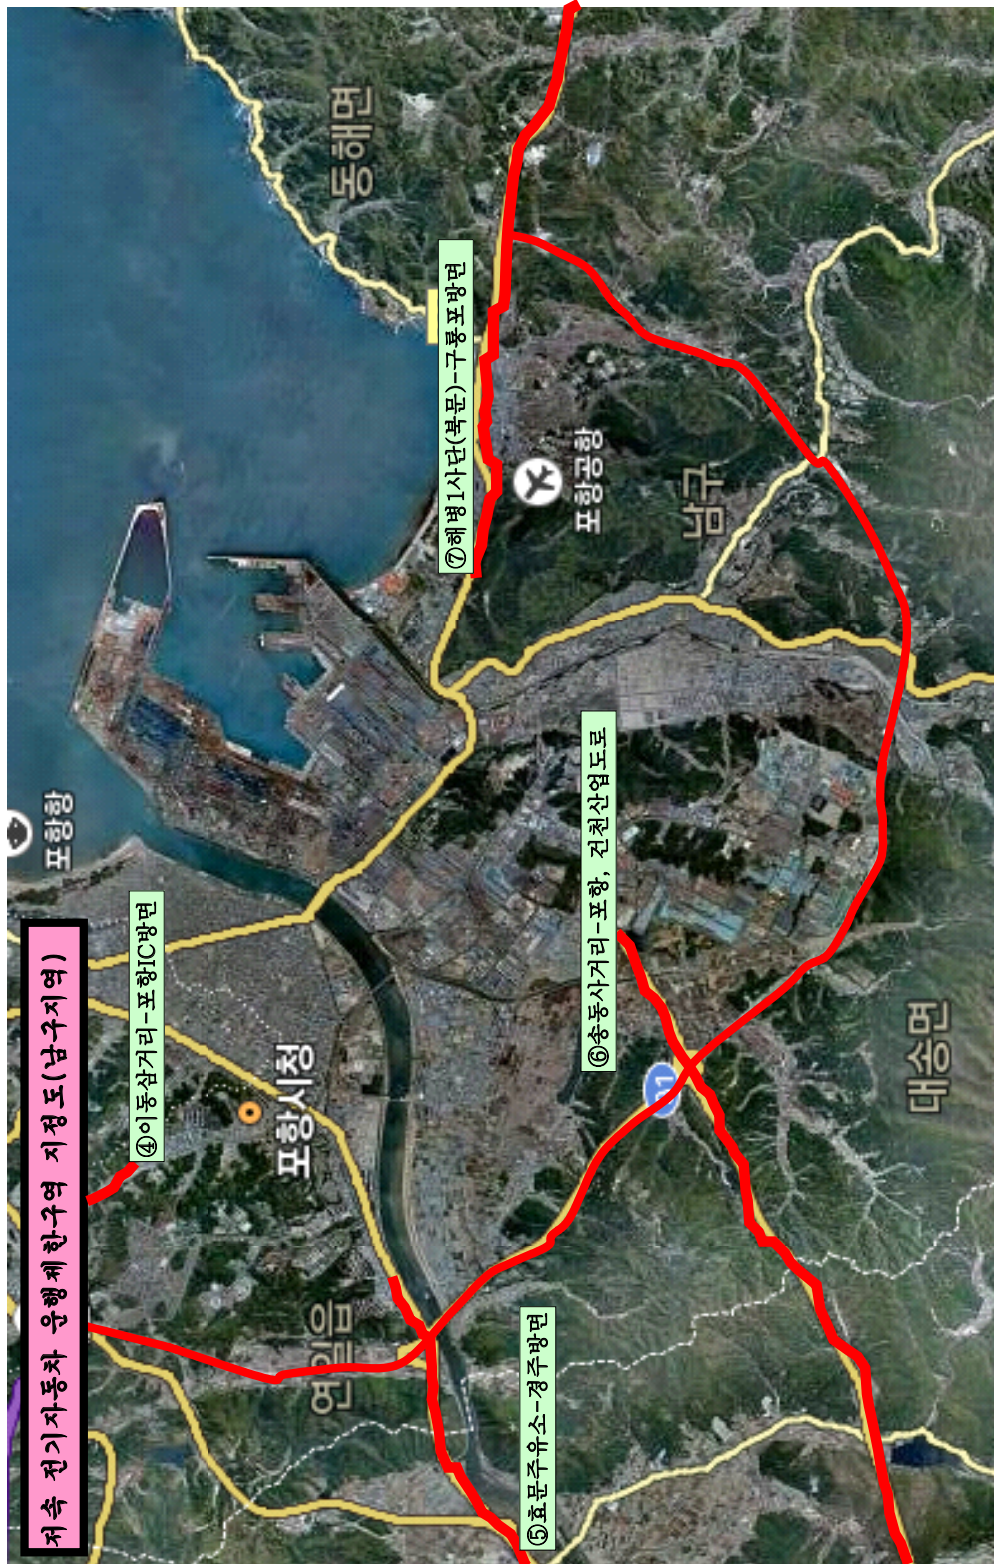 저속 전기자동차 운행제한구역 지정도(남구지역)
④이동삼거리-포항IC방면
⑤효문주유소-경주방면
⑥송동사거리-포항, 건천산업도로
⑦해병1사단(북문)-구룡포방면
포항항
동해면
포항공항
남구
포항시청
연일읍
대송면